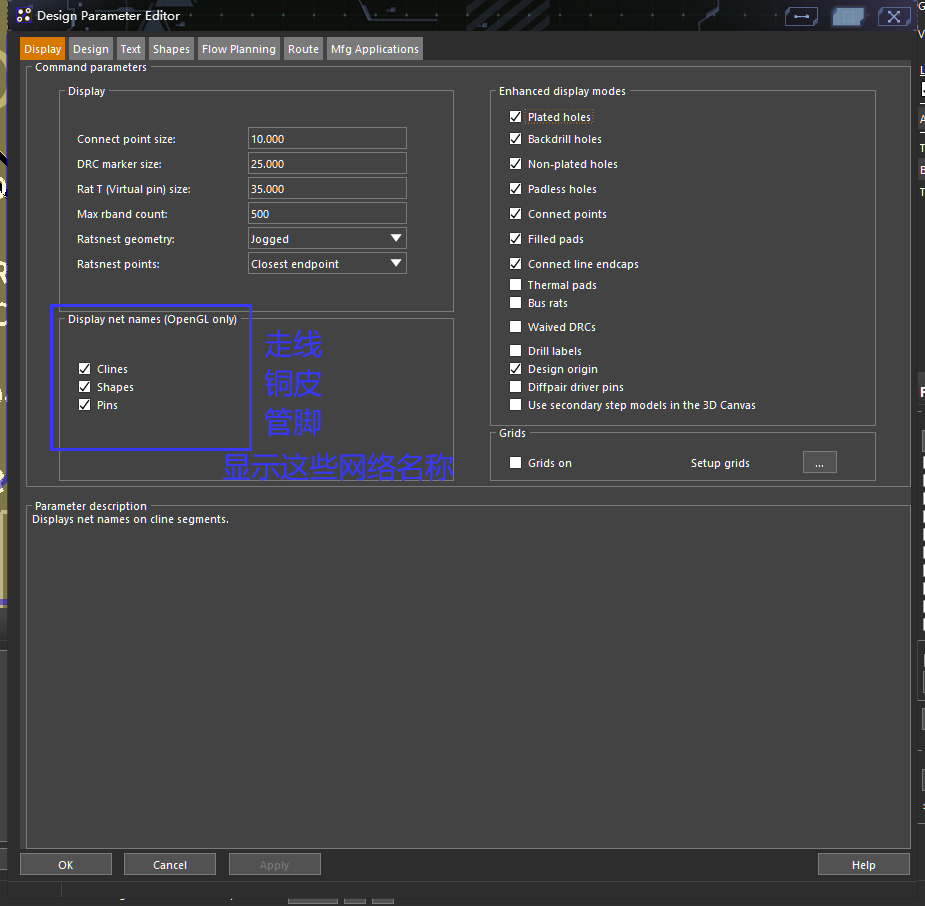 Design Parameter Editor
Display Design Text Shapes Flow Planning Route Mfg Applications
Command parameters
Display
Connect point size: 10.000
DRC marker size: 25.000
Rat T (Virtual pin) size: 35.000
Max rband count: 500
Ratsnest geometry: Jogged
Ratsnest points: Closest endpoint
Display net names (OpenGL only)
Clines
Shapes
Pins
走线
铜皮
管脚
显示这些网络名称
Enhanced display modes
Plated holes
Backdrill holes
Non-plated holes
Padless holes
Connect points
Filled pads
Connect line endcaps
Thermal pads
Bus rats
Waived DRCs
Drill labels
Design origin
Diffpair driver pins
Use secondary step models in the 3D Canvas
Grids
Grids on Setup grids ...
Parameter description
Displays net names on cline segments.
OK Cancel Apply Help